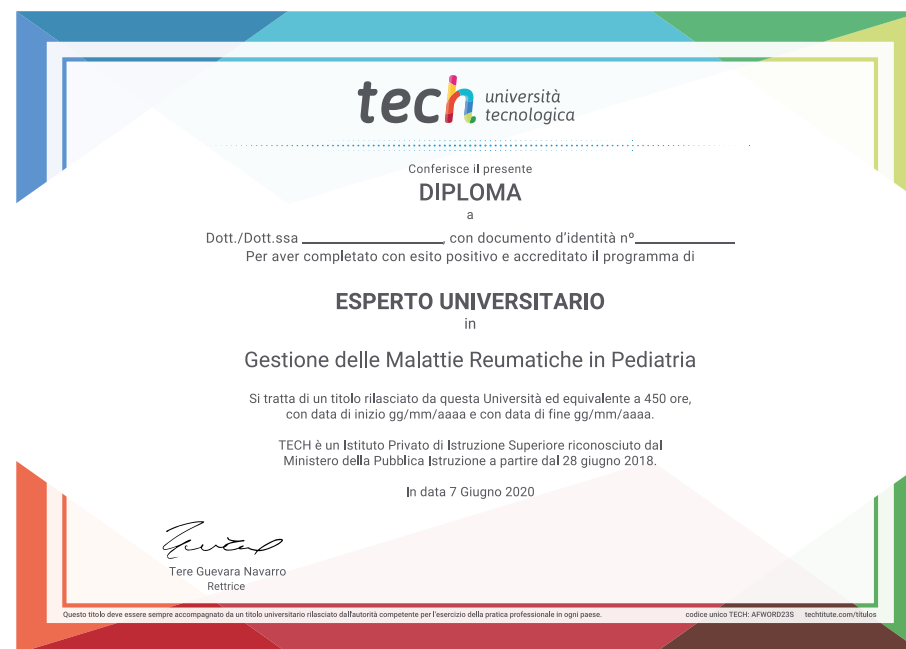 tech università
tecnologica
Conferisce il presente
DIPLOMA
a
Dott./Dott.ssa ____________________, con documento d'identità nº______________
Per aver completato con esito positivo e accreditato il programma di
ESPERTO UNIVERSITARIO
in
Gestione delle Malattie Reumatiche in Pediatria
Si tratta di un titolo rilasciato da questa Università ed equivalente a 450 ore,
con data di inizio gg/mm/aaaa e con data di fine gg/mm/aaaa.
TECH è un Istituto Privato di Istruzione Superiore riconosciuto dal
Ministero della Pubblica Istruzione a partire dal 28 giugno 2018.
In data 7 Giugno 2020
Tere Guevara Navarro
Rettrice
Questo titolo deve essere sempre accompagnato da un titolo universitario rilasciato dall'autorità competente per l'esercizio della pratica professionale in ogni paese. codice unico TECH: AFWORD23S techtitute.com/titulos